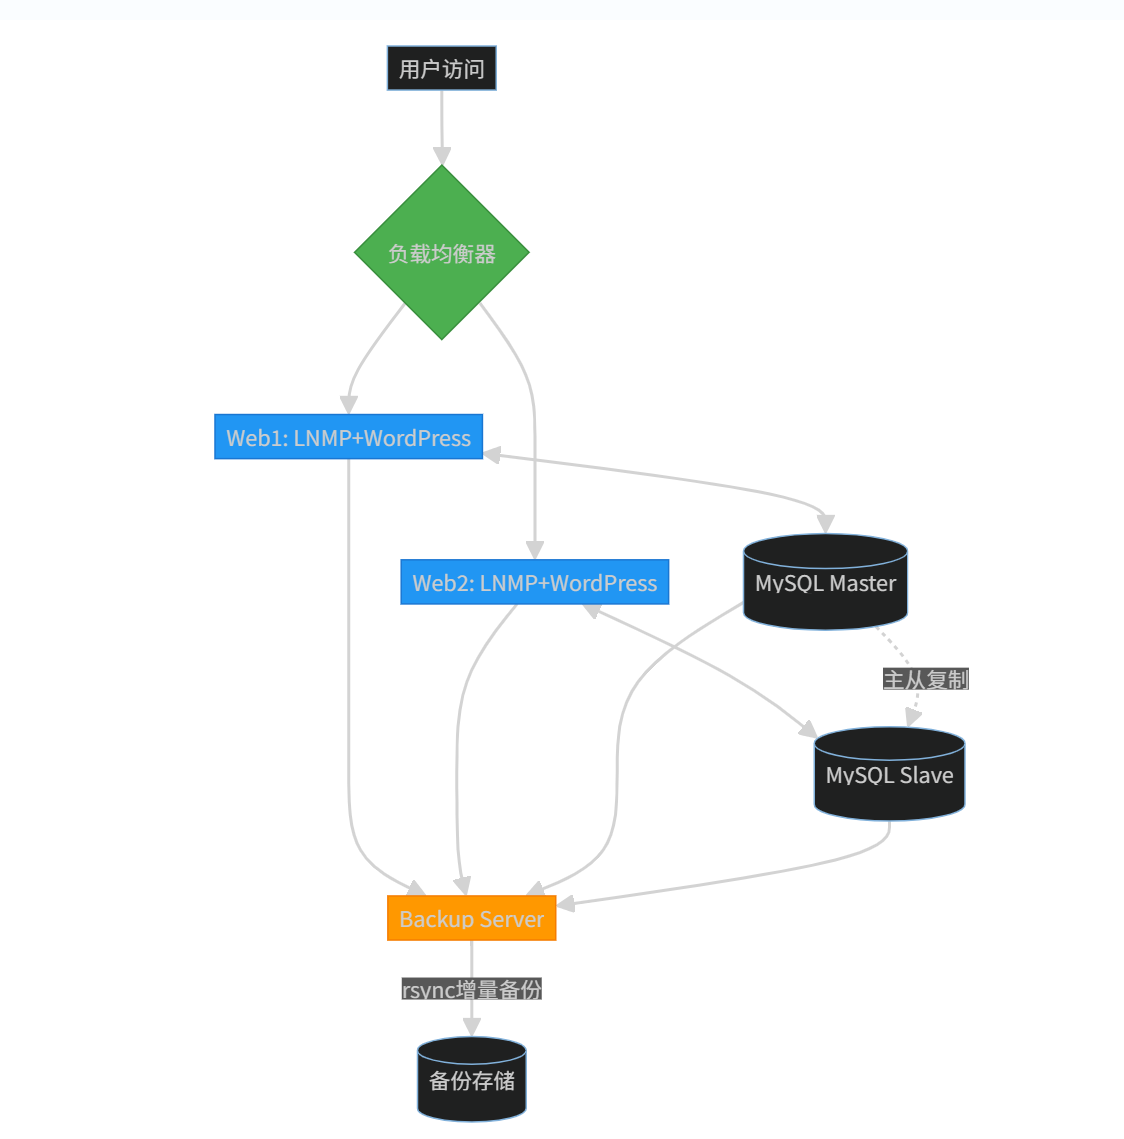 用户访问
负载均衡器
Web1: LNMP+WordPress
Web2: LNMP+WordPress
MySQL Master
主从复制
MySQL Slave
Backup Server
rsync增量备份
备份存储